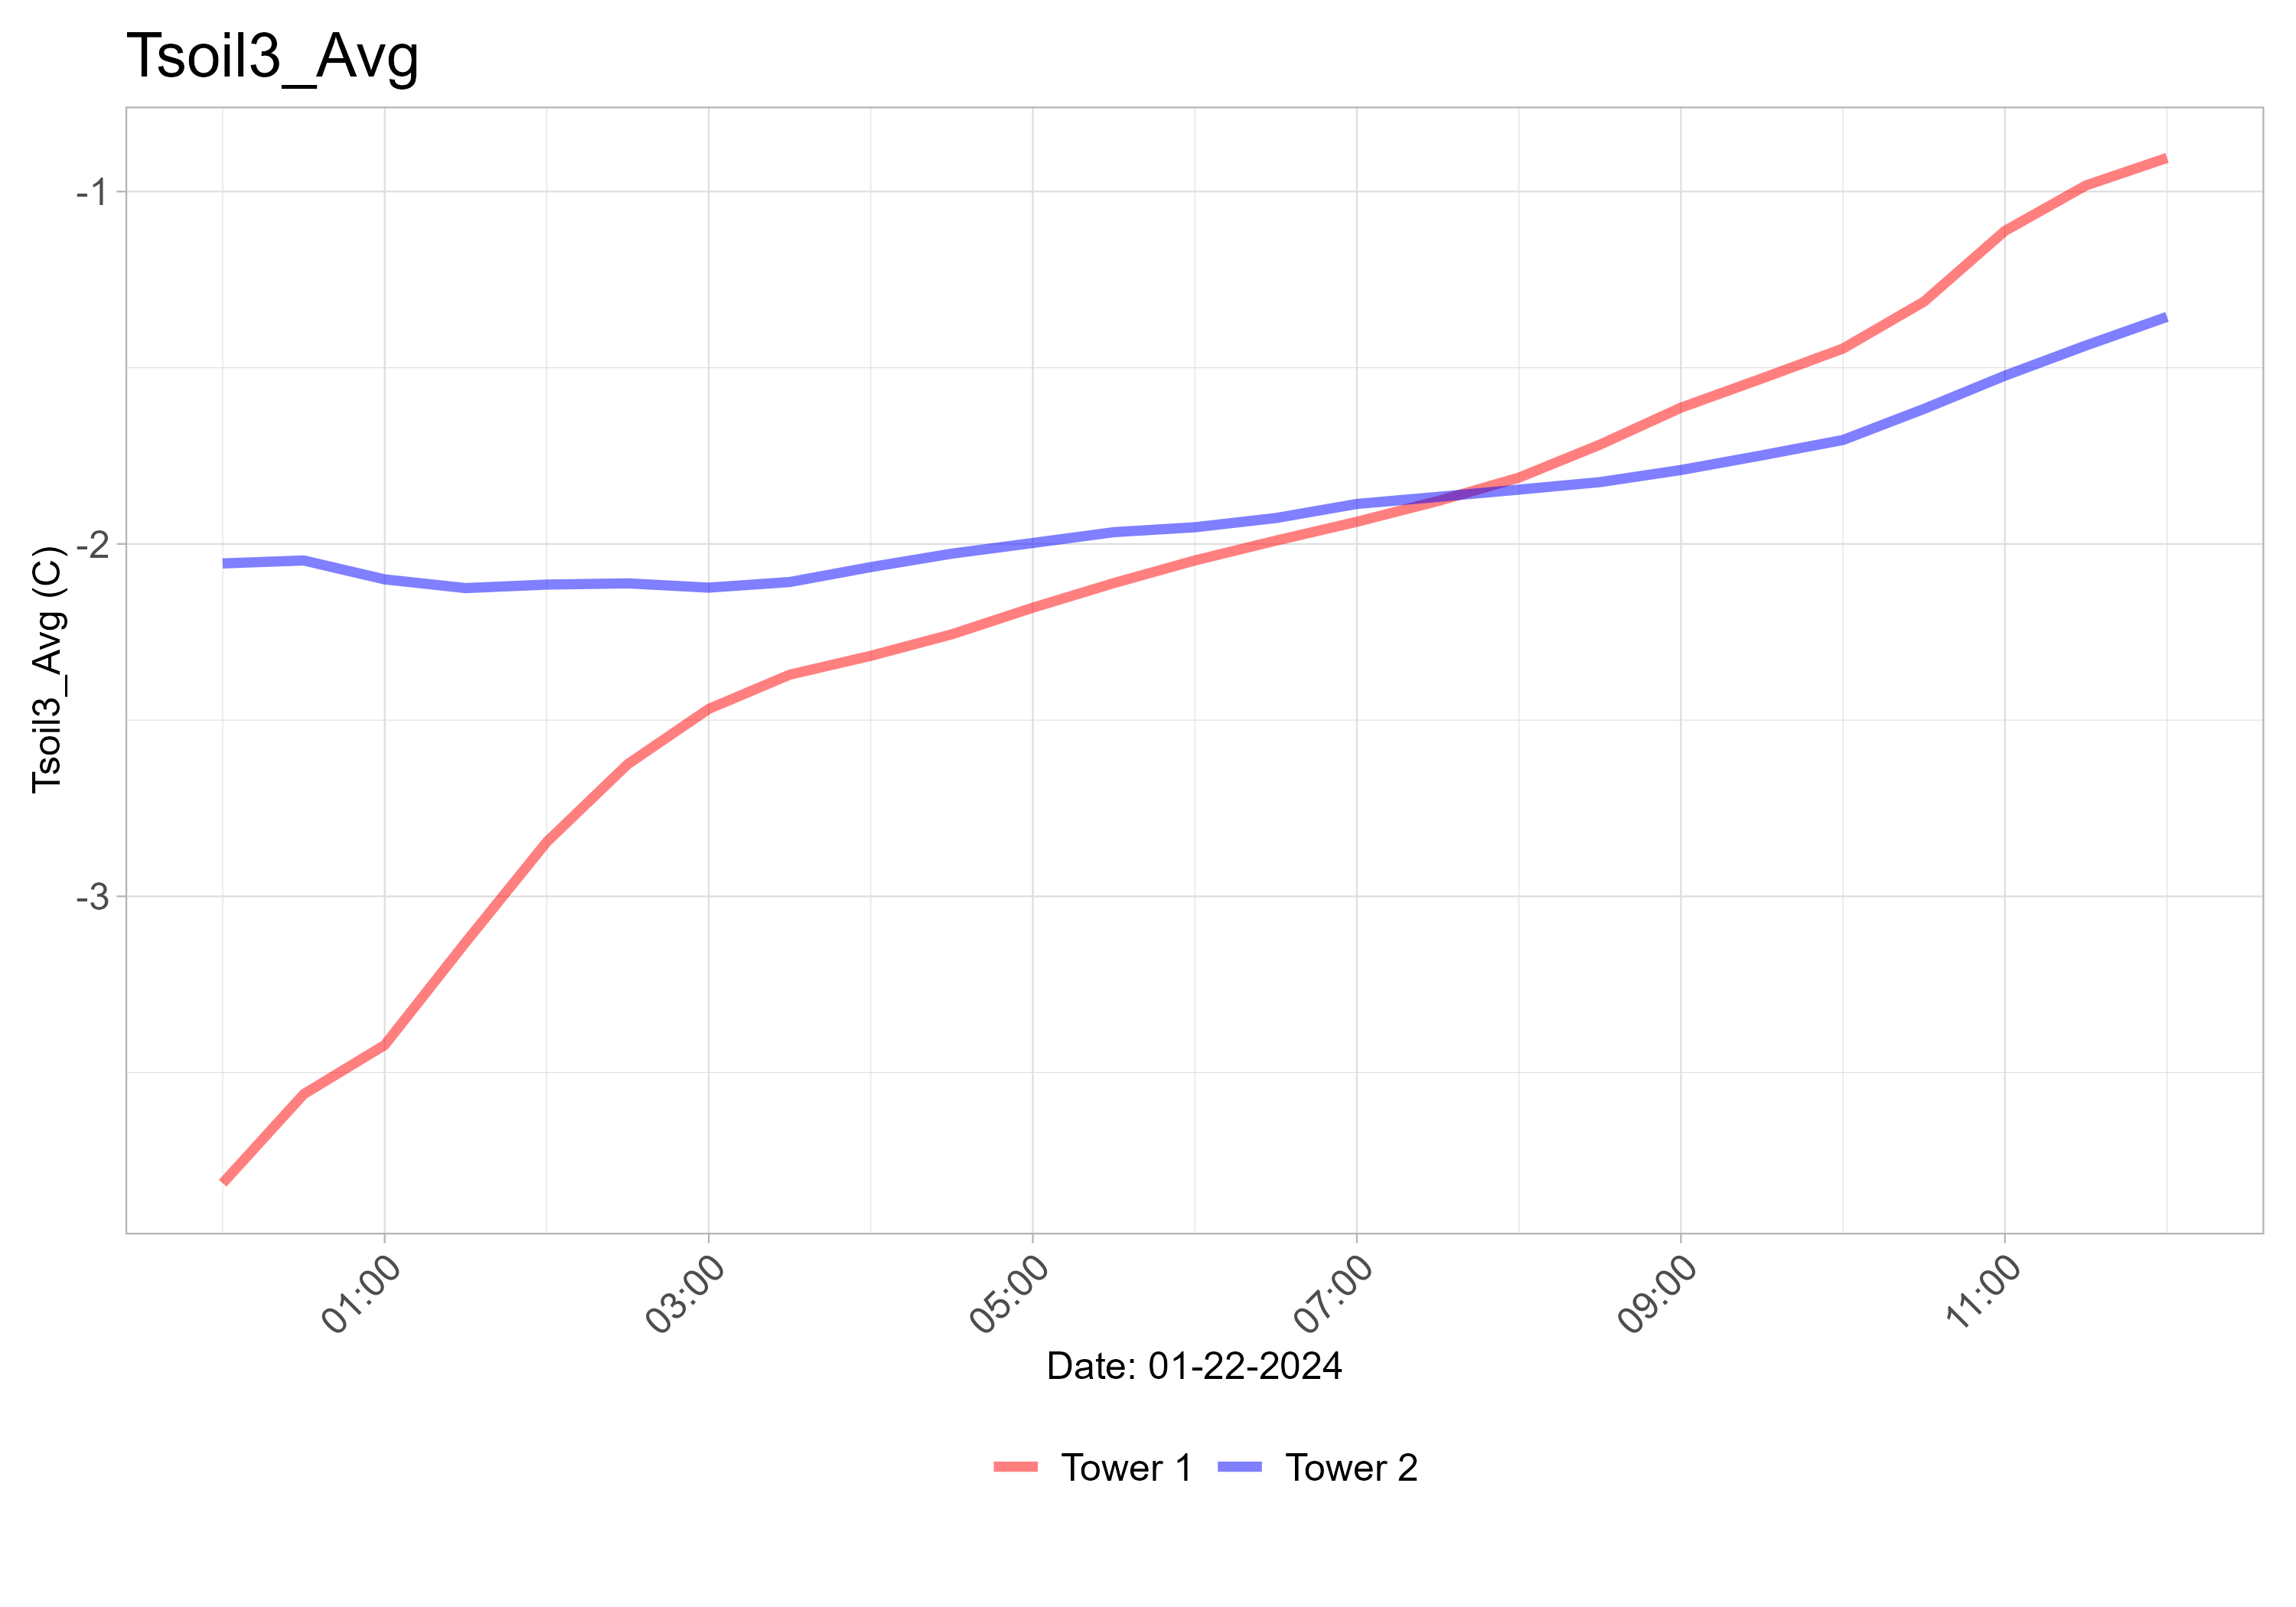 Tsoil3_Avg
-1
-2
-3
Tsoil3_Avg (C)
01:00
03:00
05:00
07:00
09:00
11:00
Date: 01-22-2024
Tower 1
Tower 2